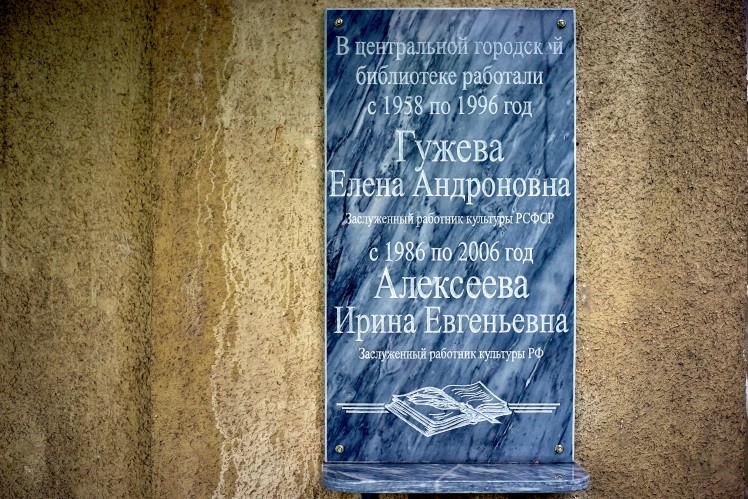 В центральной городской
библиотеке работали
с 1958 по 1996 год
Гужева
Елена Андроновна
Заслуженный работник культуры РСФСР
с 1986 по 2006 год
Алексеева
Ирина Евгеньевна
Заслуженный работник культуры РФ